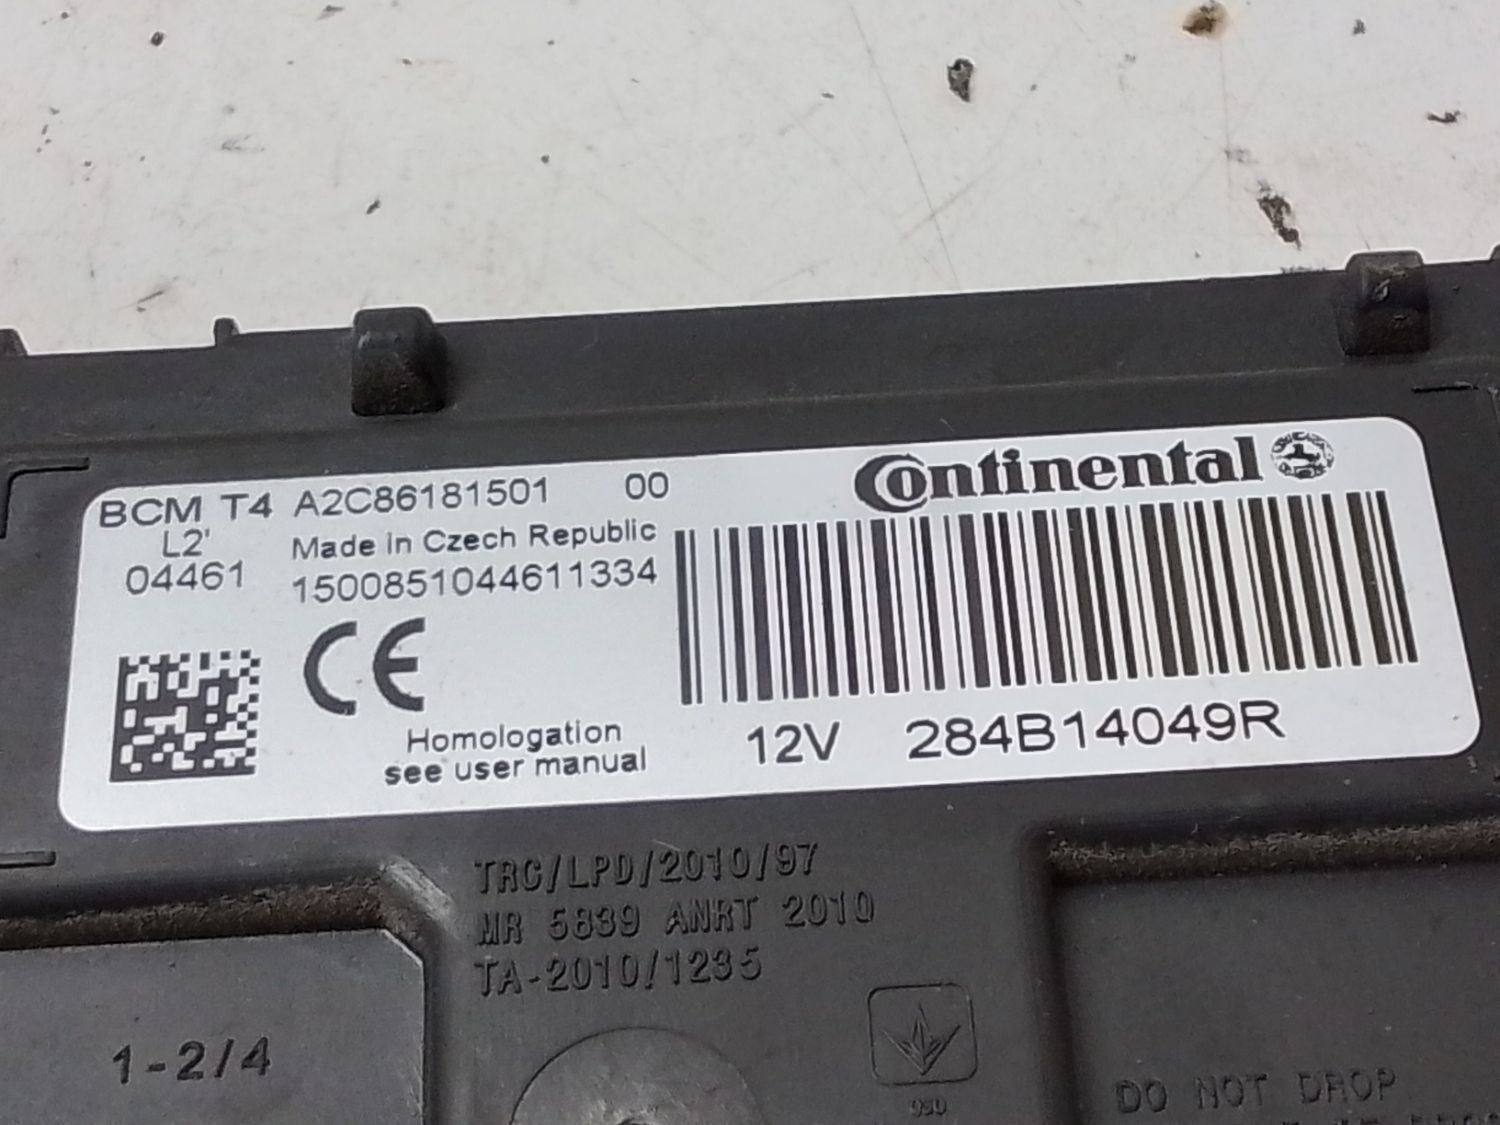 BCM T4 A2C86181501 00
Continental
L2'
Made in Czech Republic
04461
1500851044611334
CE
Homologation
see user manual
12V 284B14049R
TRC/LPD/2010/97
MR 5839 ANRT 2010
TA-2010/1235
1-2/4
DO NOT DROP